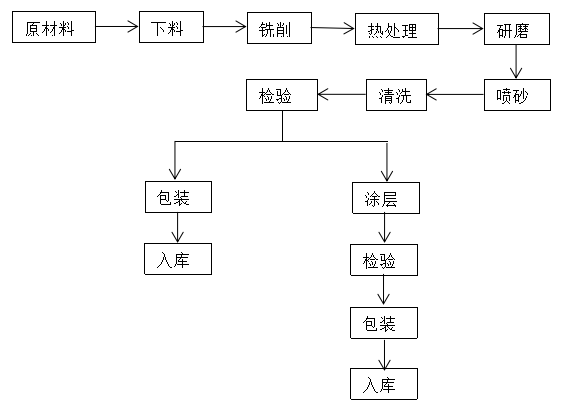 原材料
下料
铣削
热处理
研磨
喷砂
清洗
检验
包装
入库
涂层
检验
包装
入库